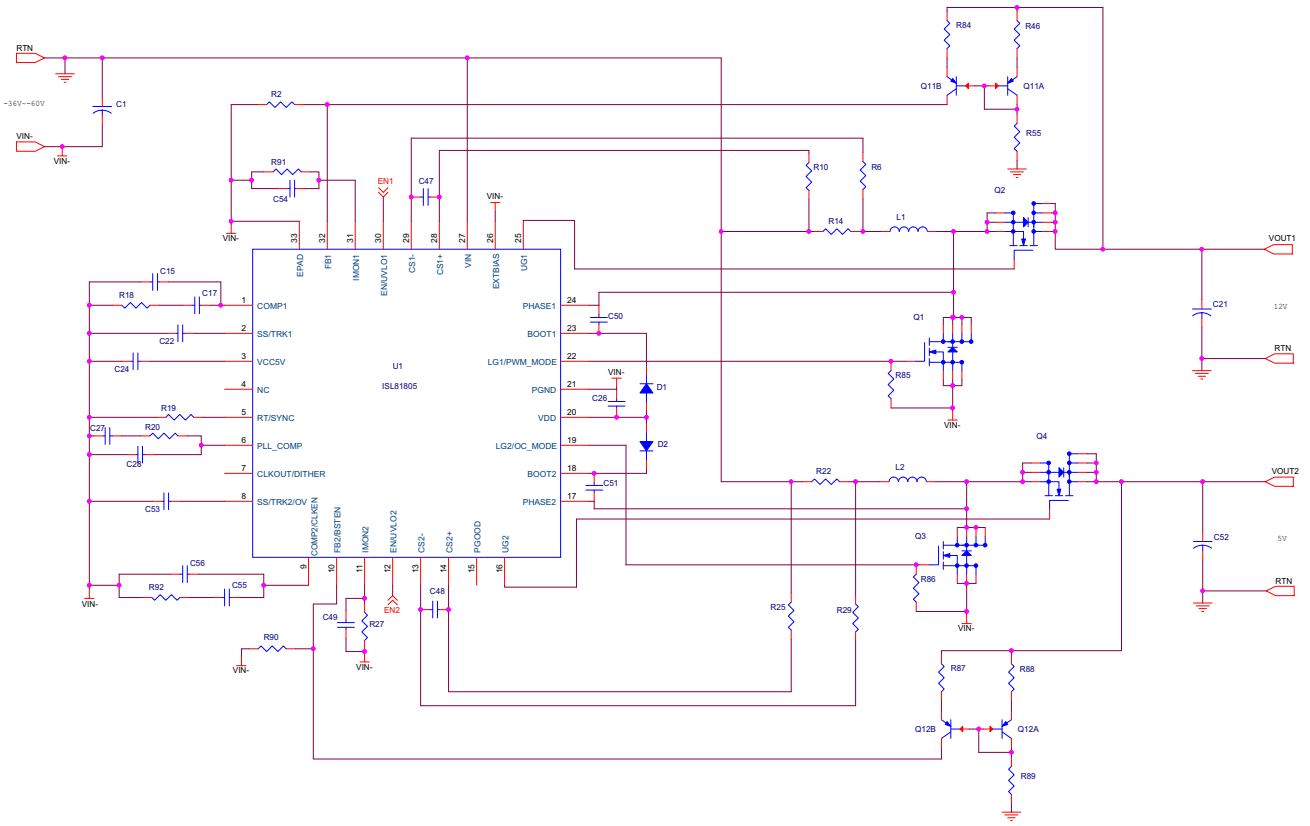 R84
R46
RTN
Q11B
Q11A
R2
C1
-36V~-60V
R55
VIN-
VIN-
R91
R10
R6
EN1
C47
C54
VIN-
Q2
L1
R14
VIN-
33
32
31
30
29
28
27
26
25
VOUT1
EPAD
FB1
IMON1
EN/UVLO1
CS1-
CS1+
VIN
EXTBIAS
UG1
C15
R18
C17
1
COMP1
PHASE1
24
C21
12V
C50
Q1
C22
2
SS/TRK1
BOOT1
23
RTN
C24
3
VCC5V
LG1/PWM_MODE
22
U1
VIN-
R85
ISL81805
4
NC
PGND
21
D1
C26
R19
5
RT/SYNC
VDD
20
VIN-
C27
R20
6
PLL_COMP
LG2/OC_MODE
19
D2
Q4
C28
7
CLKOUT/DITHER
BOOT2
18
R22
L2
VOUT2
C51
C53
8
SS/TRK2/OV
PHASE2
17
COMP2/CLKEN
FB2/BSTEN
IMON2
EN/UVLO2
CS2-
CS2+
PGOOD
UG2
Q3
C52
5V
9
10
11
12
13
14
15
16
C56
R92
C55
R86
RTN
VIN-
EN2
C48
R25
R29
C49
R27
VIN-
R90
VIN-
VIN-
R87
R88
Q12B
Q12A
R89